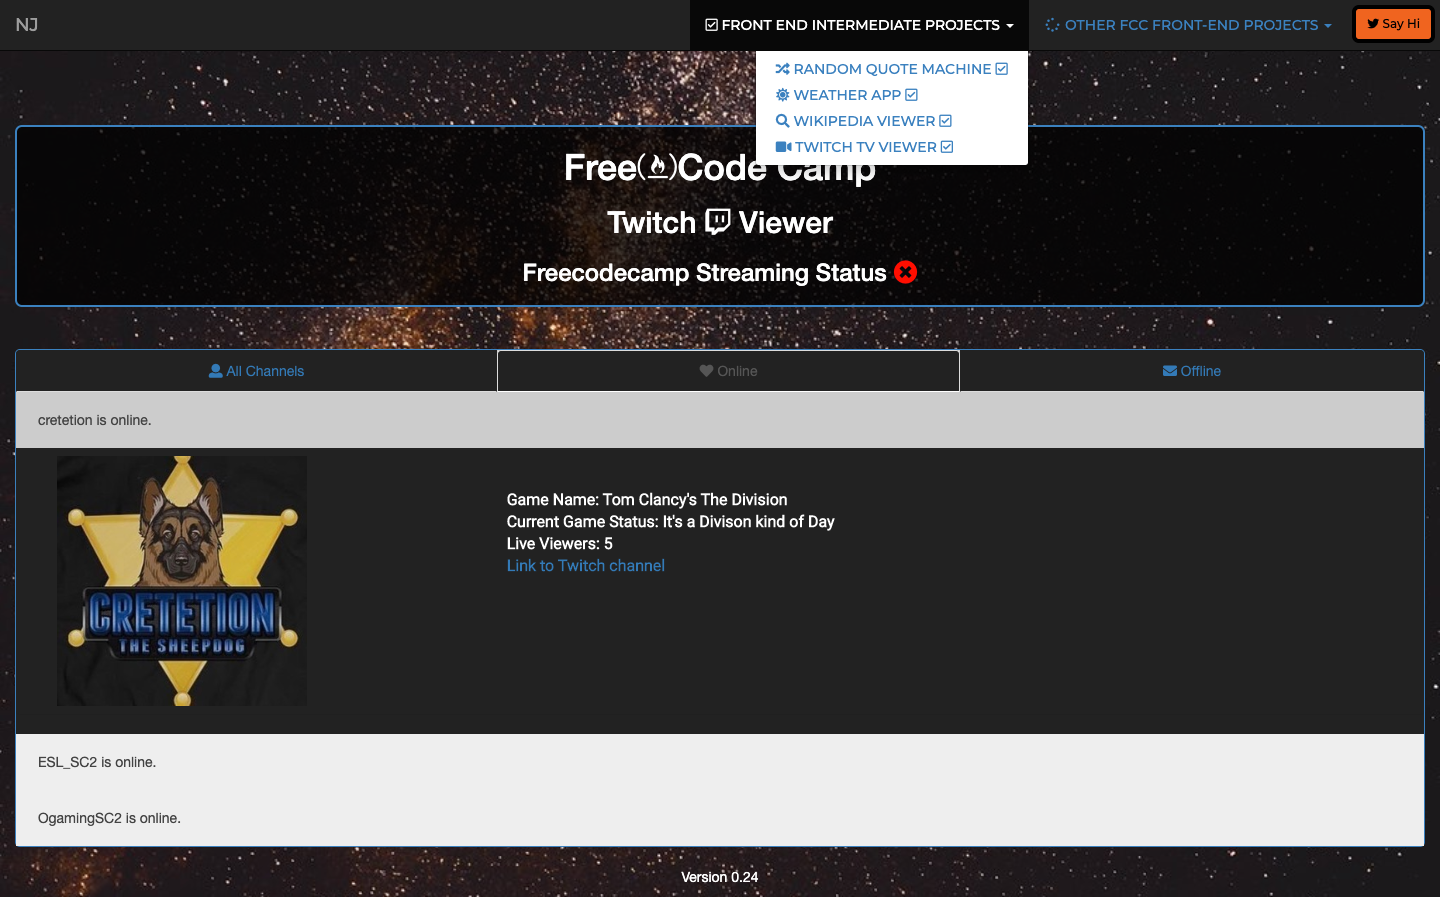 NJ
FRONT END INTERMEDIATE PROJECTS
OTHER FCC FRONT-END PROJECTS
Say Hi
RANDOM QUOTE MACHINE
WEATHER APP
WIKIPEDIA VIEWER
TWITCH TV VIEWER
Free Code Camp
Twitch Viewer
Freecodecamp Streaming Status
All Channels
Online
Offline
cretetion is online.
CRETETION
THE SHEEPDOG
Game Name: Tom Clancy's The Division
Current Game Status: It's a Divison kind of Day
Live Viewers: 5
Link to Twitch channel
ESL_SC2 is online.
OgamingSC2 is online.
Version 0.24